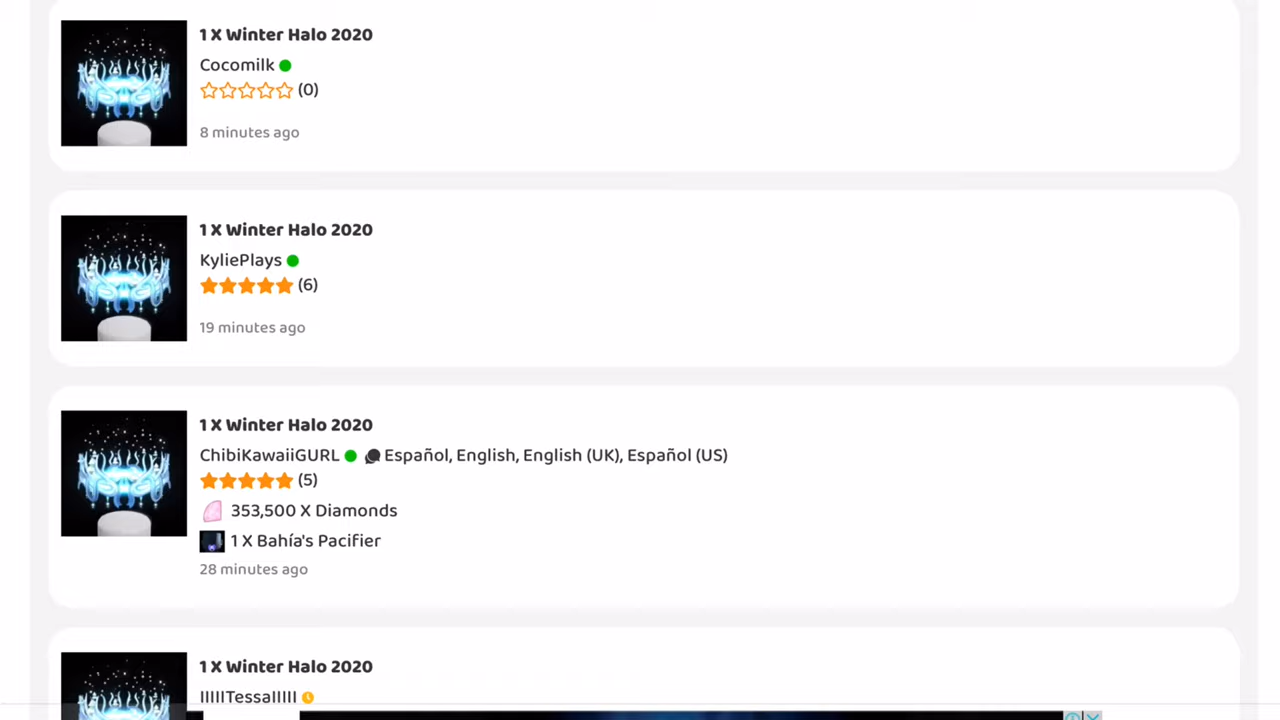 1 X Winter Halo 2020
Cocomilk
(0)
8 minutes ago
1 X Winter Halo 2020
KyliePlays
(6)
19 minutes ago
1 X Winter Halo 2020
ChibiKawaiiGURL Español, English, English (UK), Español (US)
(5)
353,500 X Diamonds
1 X Bahía's Pacifier
28 minutes ago
1 X Winter Halo 2020
IIIIITessaIIIII